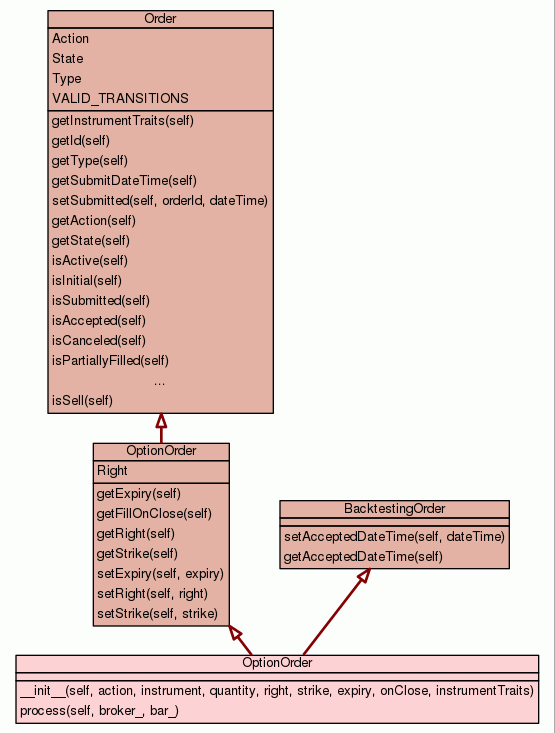 Order
Action
State
Type
VALID_TRANSITIONS
getInstrumentTraits(self)
getId(self)
getType(self)
getSubmitDateTime(self)
setSubmitted(self, orderId, dateTime)
getAction(self)
getState(self)
isActive(self)
isInitial(self)
isSubmitted(self)
isAccepted(self)
isCanceled(self)
isPartiallyFilled(self)
...
isSell(self)
OptionOrder
Right
getExpiry(self)
getFillOnClose(self)
getRight(self)
getStrike(self)
setExpiry(self, expiry)
setRight(self, right)
setStrike(self, strike)
BacktestingOrder
setAcceptedDateTime(self, dateTime)
getAcceptedDateTime(self)
OptionOrder
__init__(self, action, instrument, quantity, right, strike, expiry, onClose, instrumentTraits)
process(self, broker_, bar_)